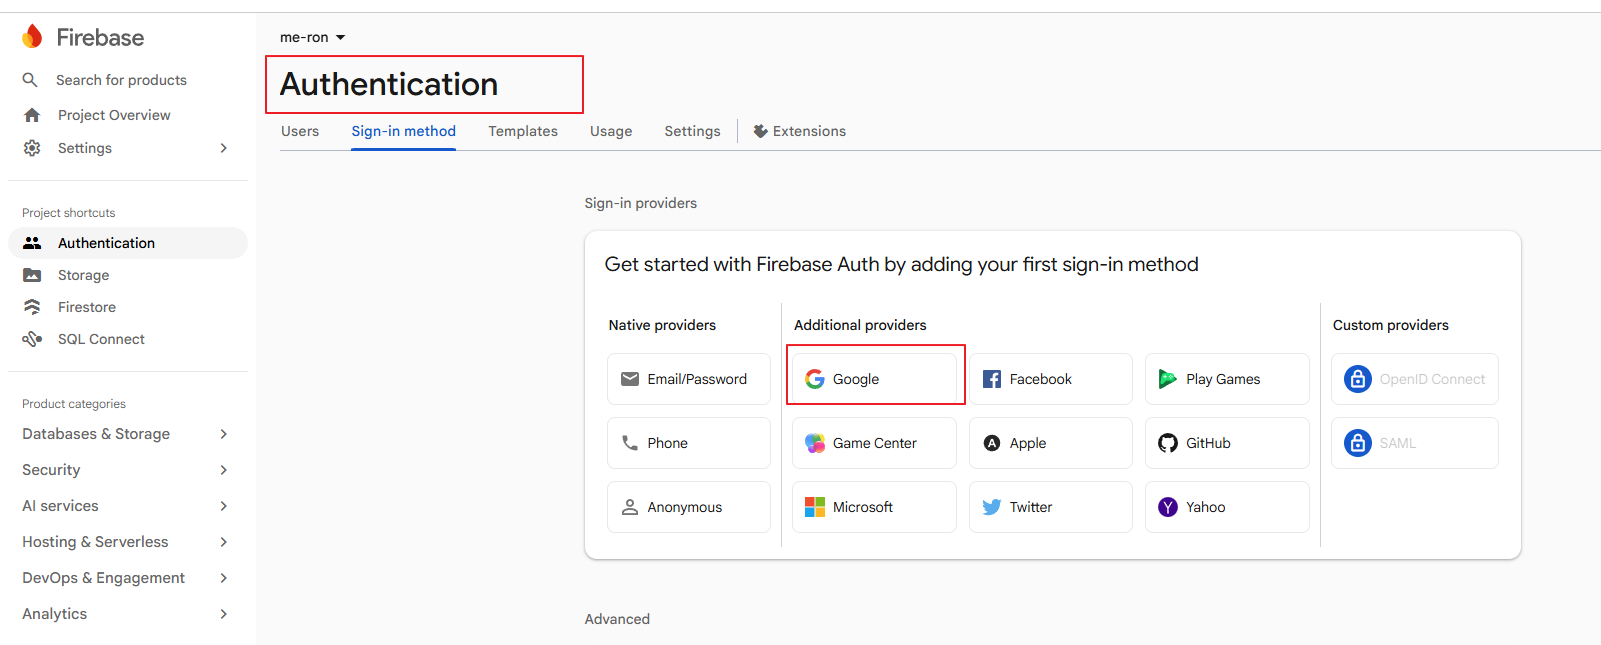 Firebase
Search for products
Project Overview
Settings
Project shortcuts
Authentication
Storage
Firestore
SQL Connect
Product categories
Databases & Storage
Security
AI services
Hosting & Serverless
DevOps & Engagement
Analytics
me-ron
Authentication
Users Sign-in method Templates Usage Settings Extensions
Sign-in providers
Get started with Firebase Auth by adding your first sign-in method
Native providers
Email/Password
Phone
Anonymous
Additional providers
Google Facebook Play Games
Game Center Apple GitHub
Microsoft Twitter Yahoo
Custom providers
OpenID Connect
SAML
Advanced